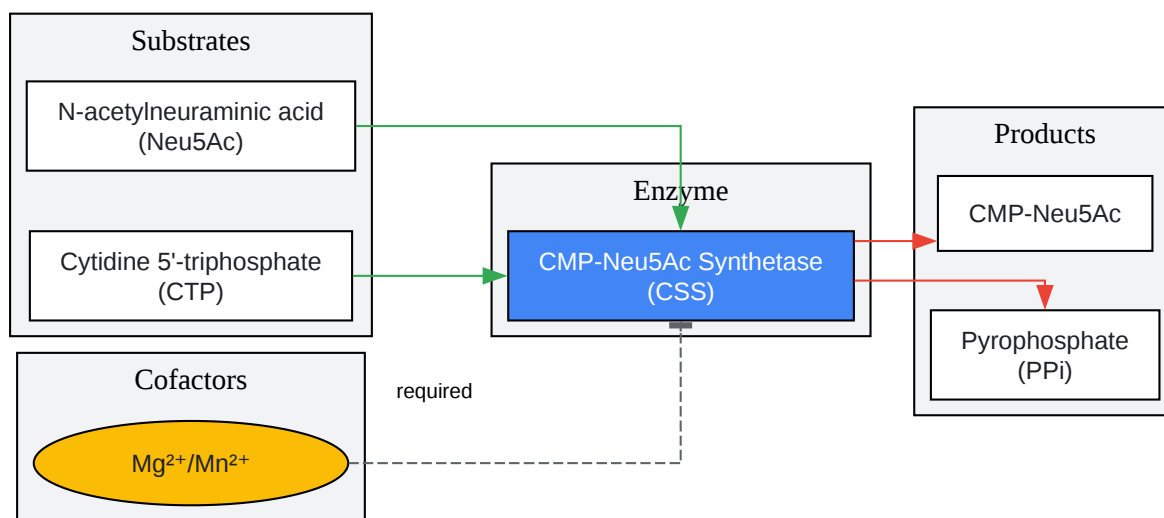 Substrates
N-acetylneuraminic acid
(Neu5Ac)
Cytidine 5'-triphosphate
(CTP)
Enzyme
CMP-Neu5Ac Synthetase
(CSS)
Products
CMP-Neu5Ac
Pyrophosphate
(PPi)
Cofactors
Mg²⁺/Mn²⁺
required